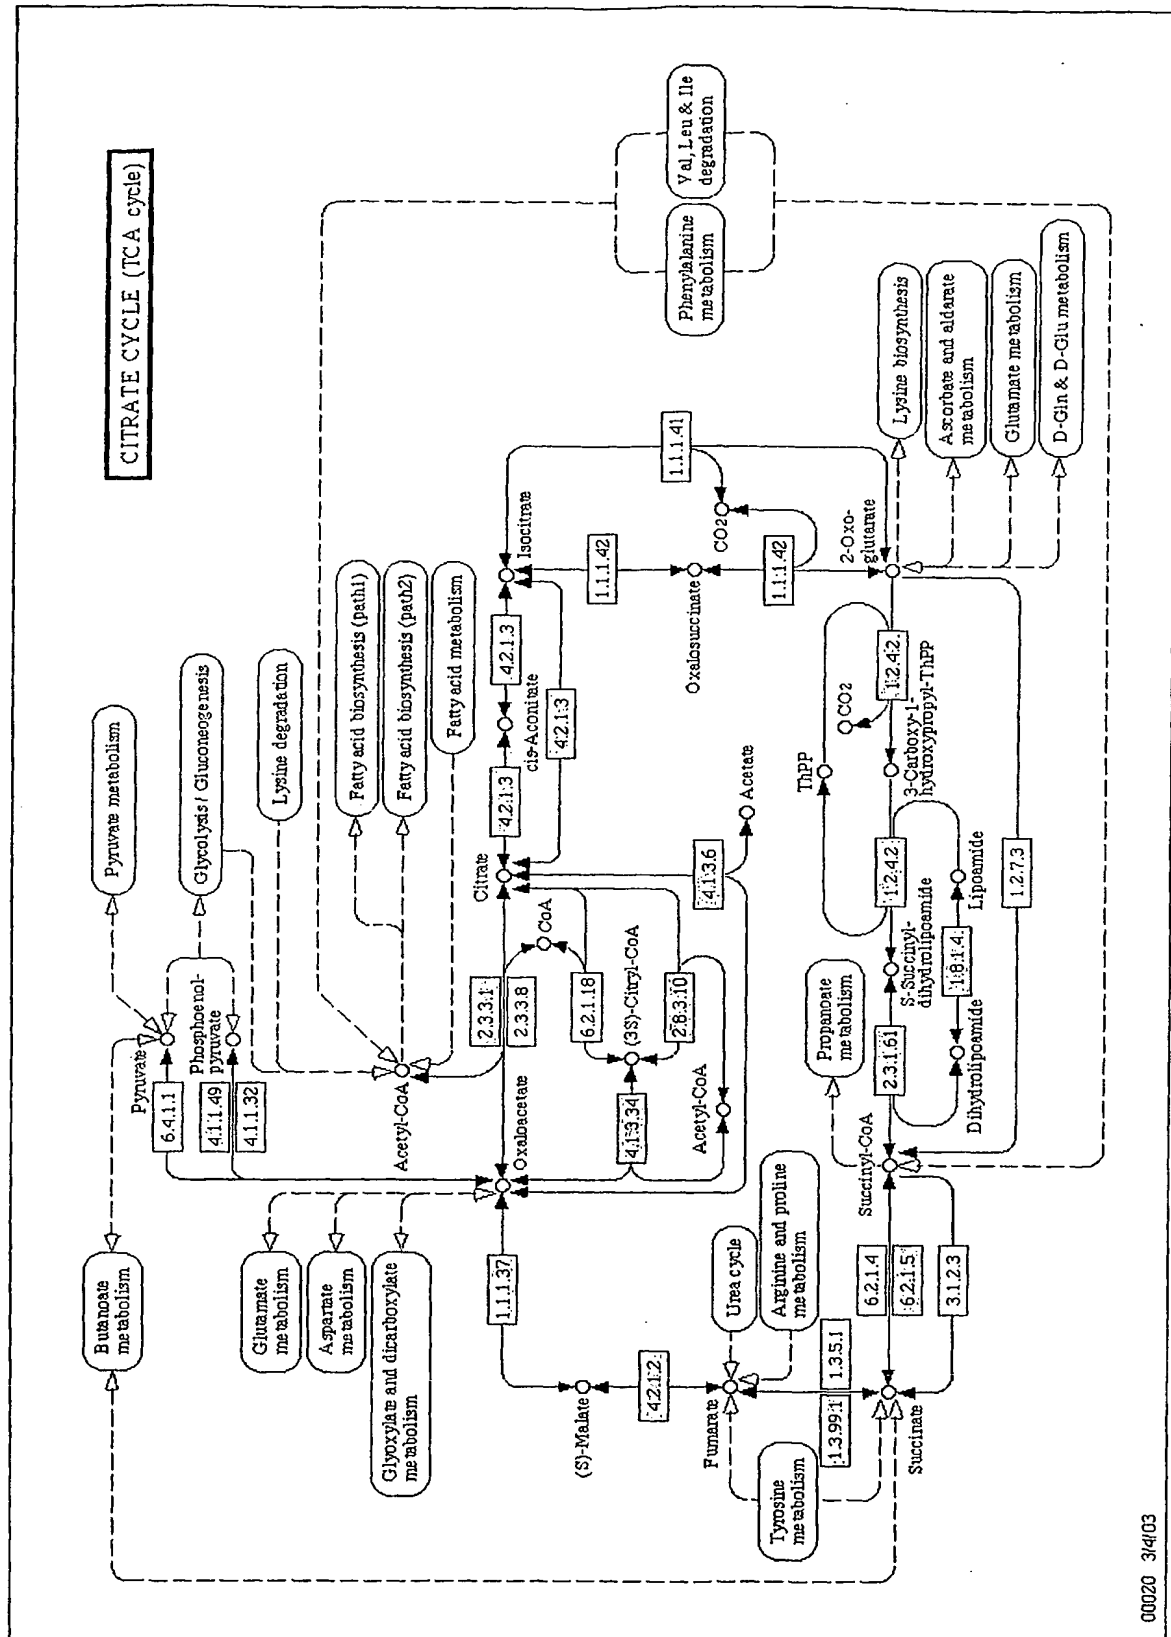 CITRATE CYCLE (TCA cycle)
Pyruvate metabolism
Glycolysis / Gluconeogenesis
Lysine degradation
Fatty acid biosynthesis (path1)
Fatty acid biosynthesis (path2)
Fatty acid metabolism
Butanoate
metabolism
Pyruvate
6.4.1.1
Phosphoenol-
pyruvate
4.1.1.49
4.1.1.32
Glutamate
metabolism
Aspartate
metabolism
Glyoxylate and dicarboxylate
metabolism
Acetyl-CoA
Oxaloacetate
2.3.3.1
2.3.3.8
Citrate
4.2.1.3
cis-Aconitate
4.2.1.3
4.2.1.3
Isocitrate
CoA
6.2.1.18
(3S)-Citryl-CoA
2.8.3.10
4.1.3.34
Acetyl-CoA
4.1.3.6
Acetate
1.1.1.37
(S)-Malate
4.2.1.2
Fumarate
1.1.1.42
Oxalosuccinate
1.1.1.42
CO2
1.1.1.41
Phenylalanine
metabolism
Val, Leu & Ile
degradation
2-Oxo-
glutarate
Lysine biosynthesis
Ascorbate and aldarate
metabolism
Glutamate metabolism
D-Gln & D-Glu metabolism
Urea cycle
Arginine and proline
metabolism
Tyrosine
metabolism
1.3.99.1
1.3.5.1
Succinate
6.2.1.4
6.2.1.5
3.1.2.3
Succinyl-CoA
Propanoate
metabolism
2.3.1.61
S-Succinyl-
dihydrolipoamide
Dihydrolipoamide
1.8.1.4
Lipoamide
1.2.4.2
ThPP
3-Carboxy-1-
hydroxypropyl-ThPP
CO2
1.2.4.2
1.2.7.3
00020 3/4/03